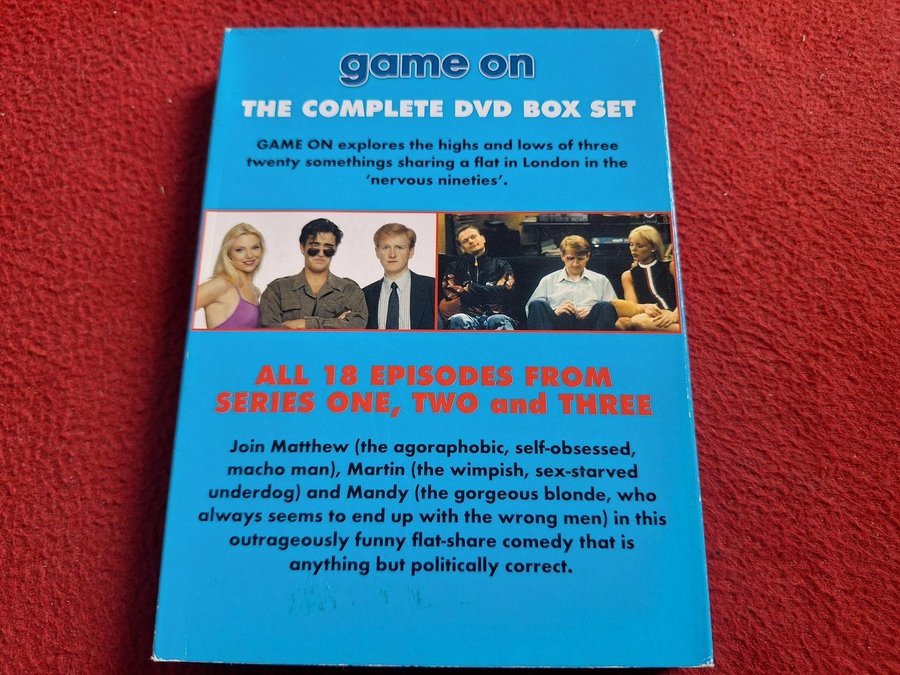 game on
THE COMPLETE DVD BOX SET
GAME ON explores the highs and lows of three
twenty somethings sharing a flat in London in the
'nervous nineties'.
ALL 18 EPISODES FROM
SERIES ONE, TWO and THREE
Join Matthew (the agoraphobic, self-obsessed,
macho man), Martin (the wimpish, sex-starved
underdog) and Mandy (the gorgeous blonde, who
always seems to end up with the wrong men) in this
outrageously funny flat-share comedy that is
anything but politically correct.